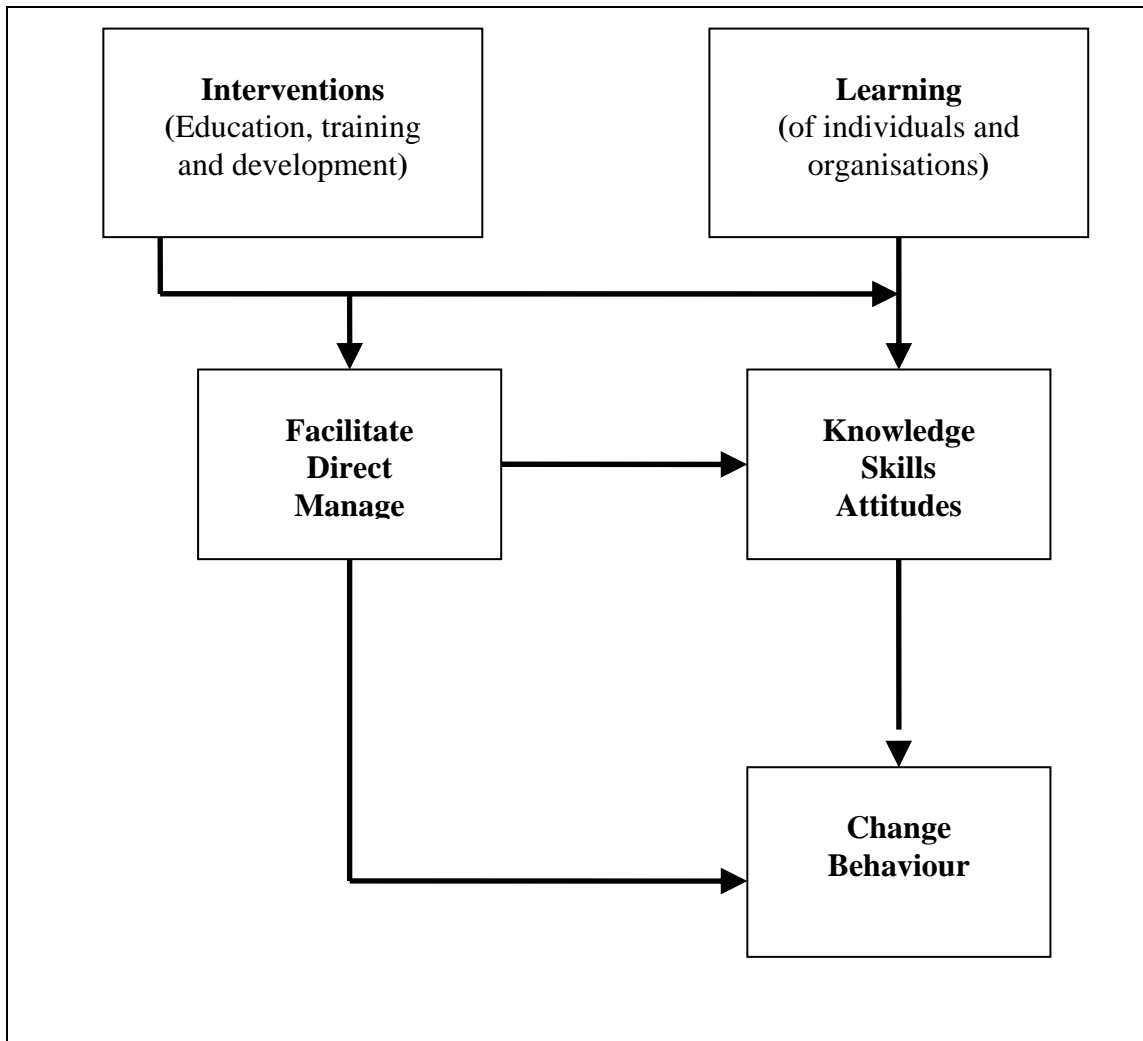 Interventions
(Education, training
and development)
Learning
(of individuals and
organisations)
Facilitate
Direct
Manage
Knowledge
Skills
Attitudes
Change
Behaviour